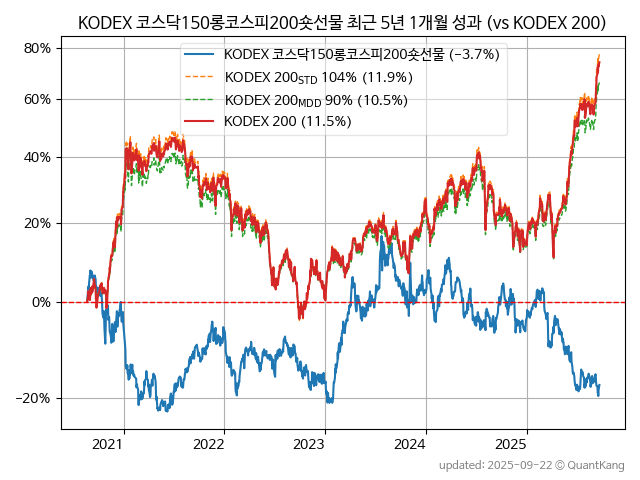 KODEX 코스닥150롱코스피200숏선물 최근 5년 1개월 성과 (vs KODEX 200)
KODEX 코스닥150롱코스피200숏선물 (−3.7%)
KODEX 200STD 104% (11.9%)
KODEX 200MDD 90% (10.5%)
KODEX 200 (11.5%)
80%
60%
40%
20%
0%
−20%
2021
2022
2023
2024
2025
updated: 2025-09-22 © QuantKang